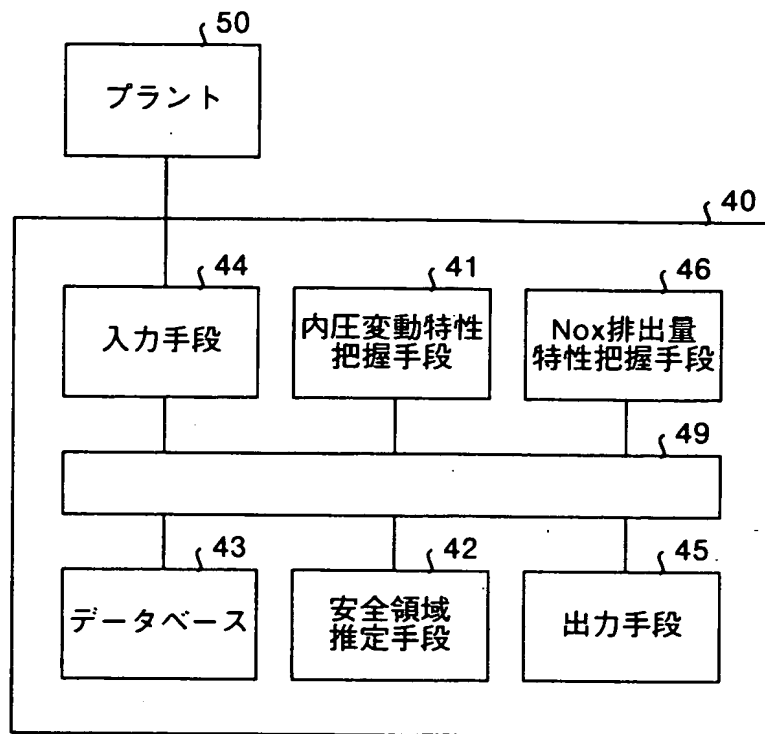 50
プラント
40
44
入力手段
41
内圧変動特性
把握手段
46
Nox排出量
特性把握手段
49
43
データベース
42
安全領域
推定手段
45
出力手段